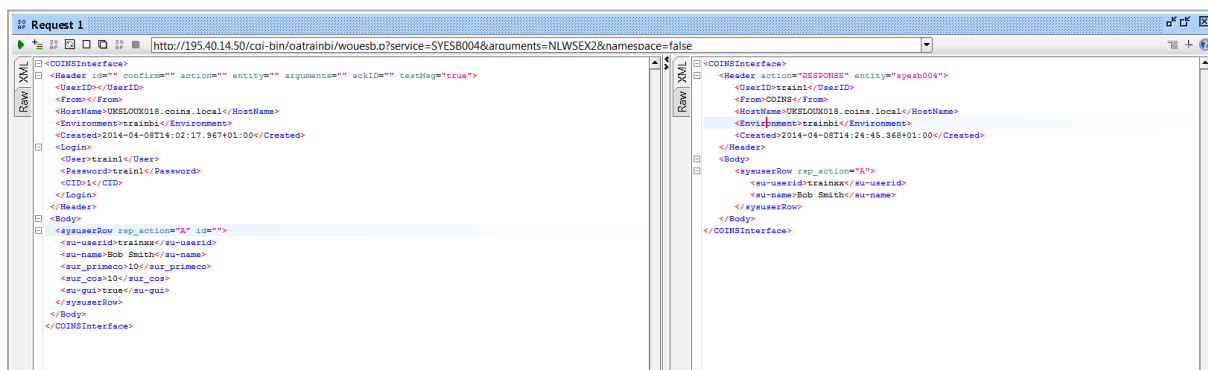 Request 1
http://195.40.14.50/cgi-bin/oatrainbi/wouesb.p?service=SYESB004&arguments=NLWSEX2&namespace=false
XML
Raw
<COINSInterface>
<Header id="" confirm="" action="" entity="" arguments="" ackID="" testMsg="true">
<UserID></UserID>
<From></From>
<HostName>UKSLOUX018.coins.local</HostName>
<Environment>trainbi</Environment>
<Created>2014-04-08T14:02:17.967+01:00</Created>
<Login>
<User>train1</User>
<Password>train1</Password>
<CID>1</CID>
</Login>
</Header>
<Body>
<sysuserRow rsp_action="A" id="">
<su-userid>trainxx</su-userid>
<su-name>Bob Smith</su-name>
<sur_primeco>10</sur_primeco>
<sur_cos>10</sur_cos>
<su-gui>true</su-gui>
</sysuserRow>
</Body>
</COINSInterface>
XML
Raw
<COINSInterface>
<Header action="RESPONSE" entity="syesb004">
<UserID>train1</UserID>
<From>COINS</From>
<HostName>UKSLOUX018.coins.local</HostName>
<Environment>trainbi</Environment>
<Created>2014-04-08T14:24:45.368+01:00</Created>
</Header>
<Body>
<sysuserRow rsp_action="A">
<su-userid>trainxx</su-userid>
<su-name>Bob Smith</su-name>
</sysuserRow>
</Body>
</COINSInterface>